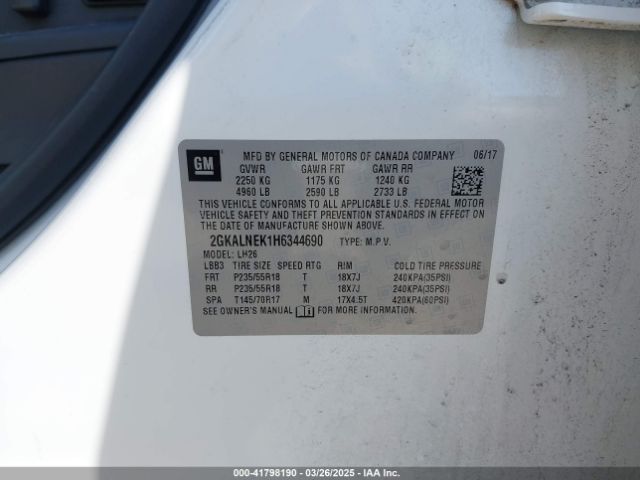 GM
MFD BY GENERAL MOTORS OF CANADA COMPANY 06/17
GVWR GAWR FRT GAWR RR
2250 KG 1175 KG 1240 KG
4960 LB 2590 LB 2733 LB
THIS VEHICLE CONFORMS TO ALL APPLICABLE U.S. FEDERAL MOTOR
VEHICLE SAFETY AND THEFT PREVENTION STANDARDS IN EFFECT ON
THE DATE OF MANUFACTURE SHOWN ABOVE.
2GKALNEK1H6344690 TYPE: M.P.V.
MODEL: LH26
LBB3 TIRE SIZE SPEED RTG RIM COLD TIRE PRESSURE
FRT P235/55R18 T 18X7J 240KPA(35PSI)
RR P235/55R18 T 18X7J 240KPA(35PSI)
SPA T145/70R17 M 17X4.5T 420KPA(60PSI)
SEE OWNER'S MANUAL FOR MORE INFORMATION.
000-41798190 | 03/26/2025 - IAA Inc.